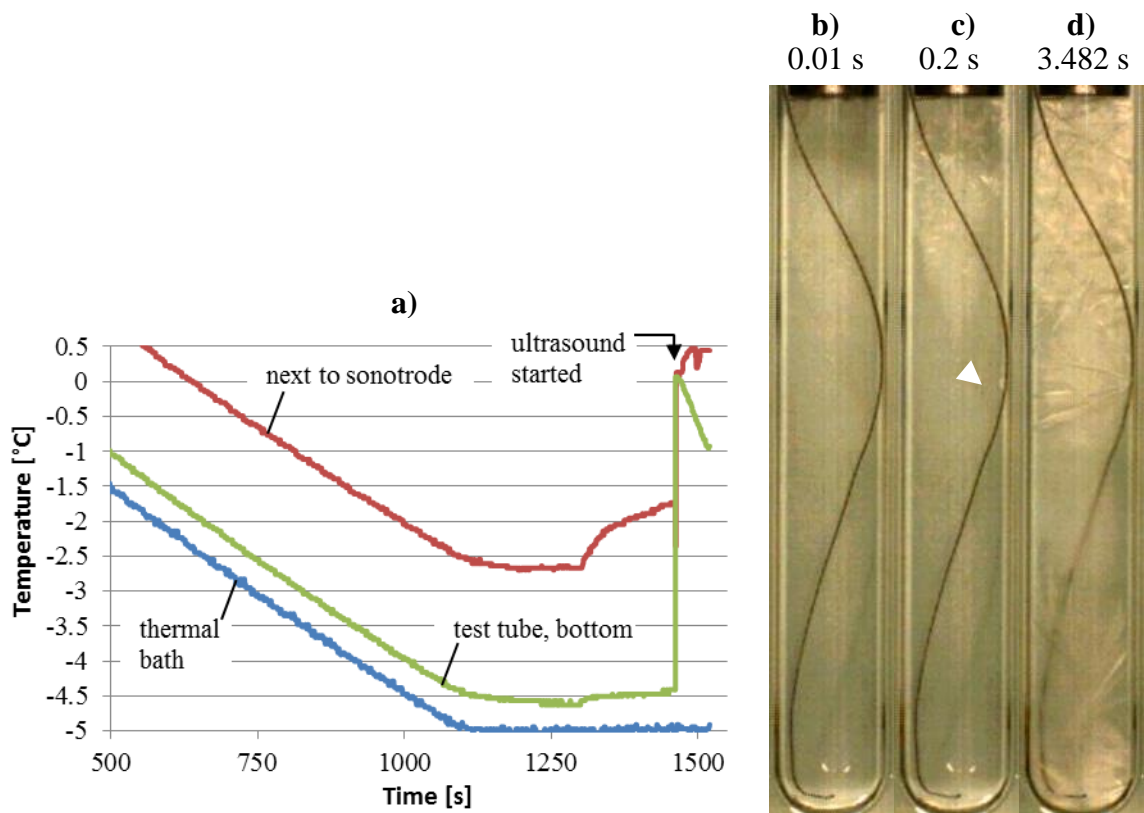 b) c) d)
0.01 s 0.2 s 3.482 s
a)
0.5
0
-0.5
-1
-1.5
-2
-2.5
-3
-3.5
-4
-4.5
-5
Temperature [°C]
next to sonotrode
ultrasound
started
thermal
bath
test tube, bottom
500 750 1000 1250 1500
Time [s]